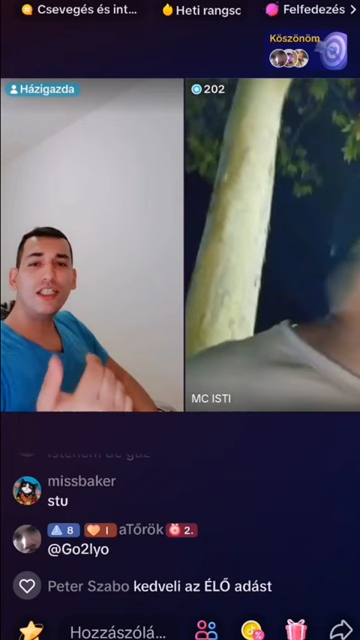 Csevegés és int...
Heti rangsc
Felfedezés
Köszönöm
Házigazda
202
MC ISTI
missbaker
stu
8 I aTörök 2.
@Go2lyo
Peter Szabo kedveli az ÉLŐ adást
Hozzászólá...